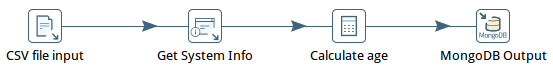 MongoDB
CSV file input
Get System Info
Calculate age
MongoDB Output